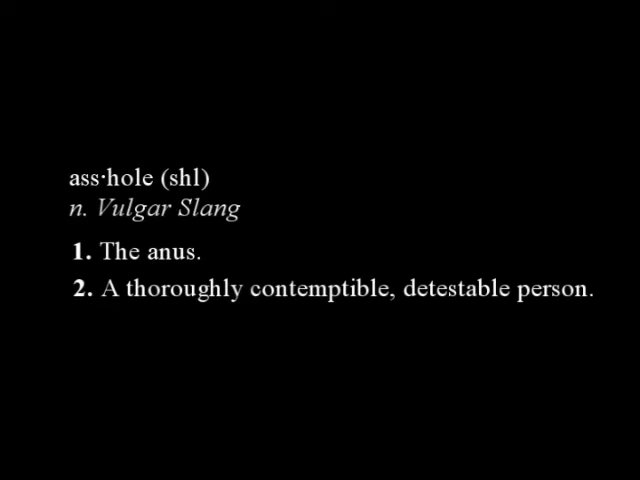 ass·hole (shl)
n. Vulgar Slang
1. The anus.
2. A thoroughly contemptible, detestable person.